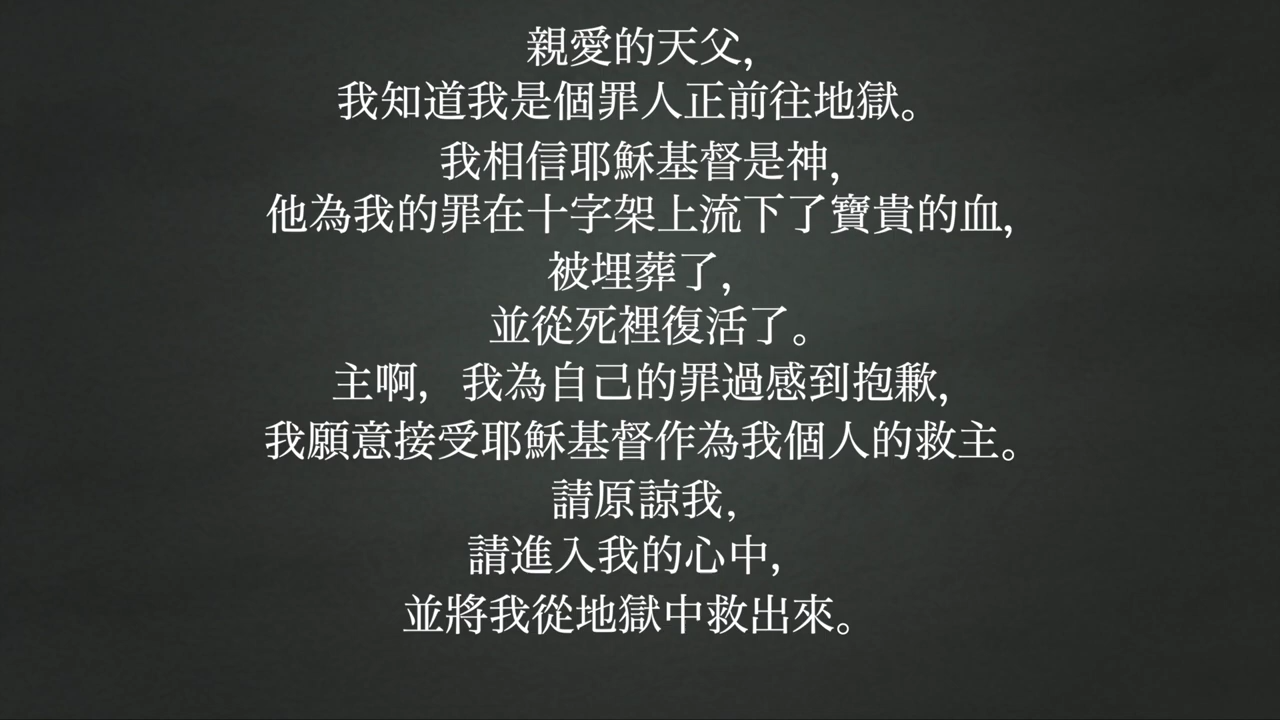 親愛的天父,
我知道我是個罪人正前往地獄。
我相信耶穌基督是神,
他為我的罪在十字架上流下了寶貴的血,
被埋葬了,
並從死裡復活了。
主啊, 我為自己的罪過感到抱歉,
我願意接受耶穌基督作為我個人的救主。
請原諒我,
請進入我的心中,
並將我從地獄中救出來。